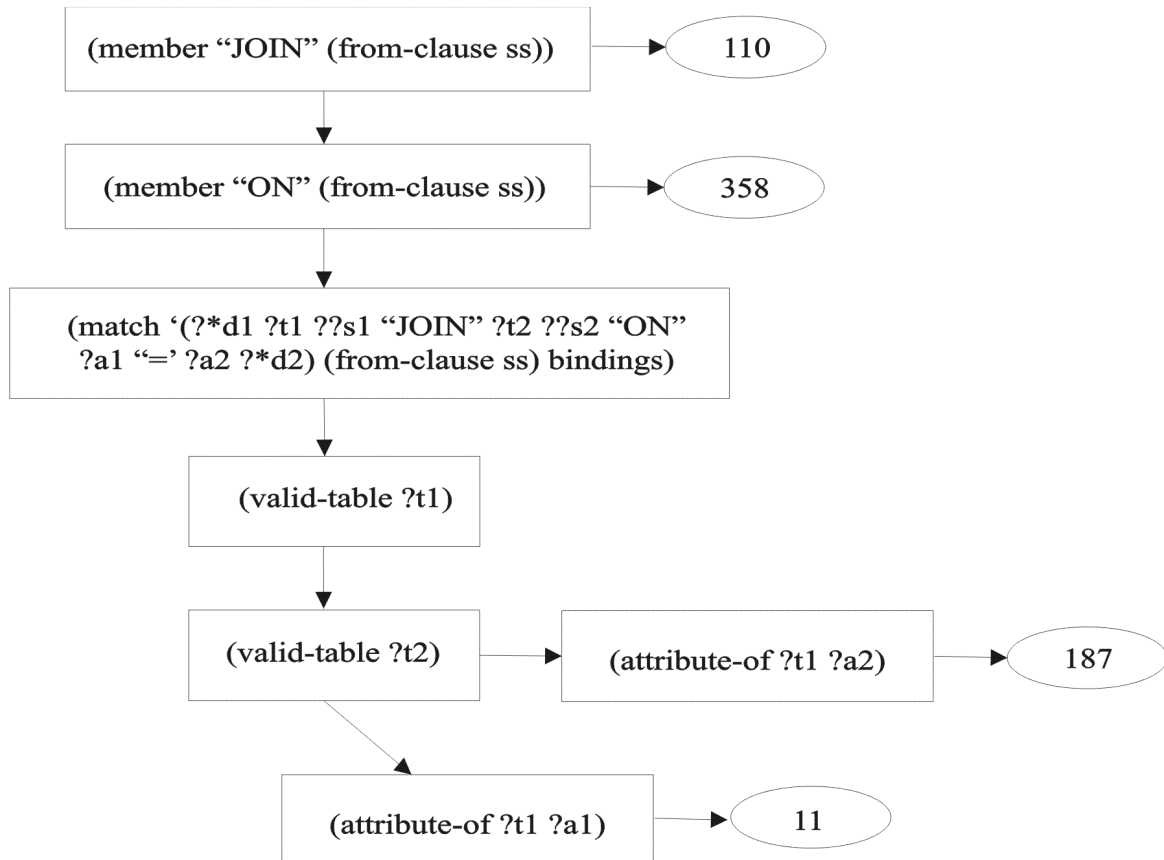 (member “JOIN” (from-clause ss))
110
(member “ON” (from-clause ss))
358
(match ‘(?*d1 ?t1 ??s1 “JOIN” ?t2 ??s2 “ON”
?a1 “=’ ?a2 ?*d2) (from-clause ss) bindings)
(valid-table ?t1)
(valid-table ?t2)
(attribute-of ?t1 ?a2)
187
(attribute-of ?t1 ?a1)
11